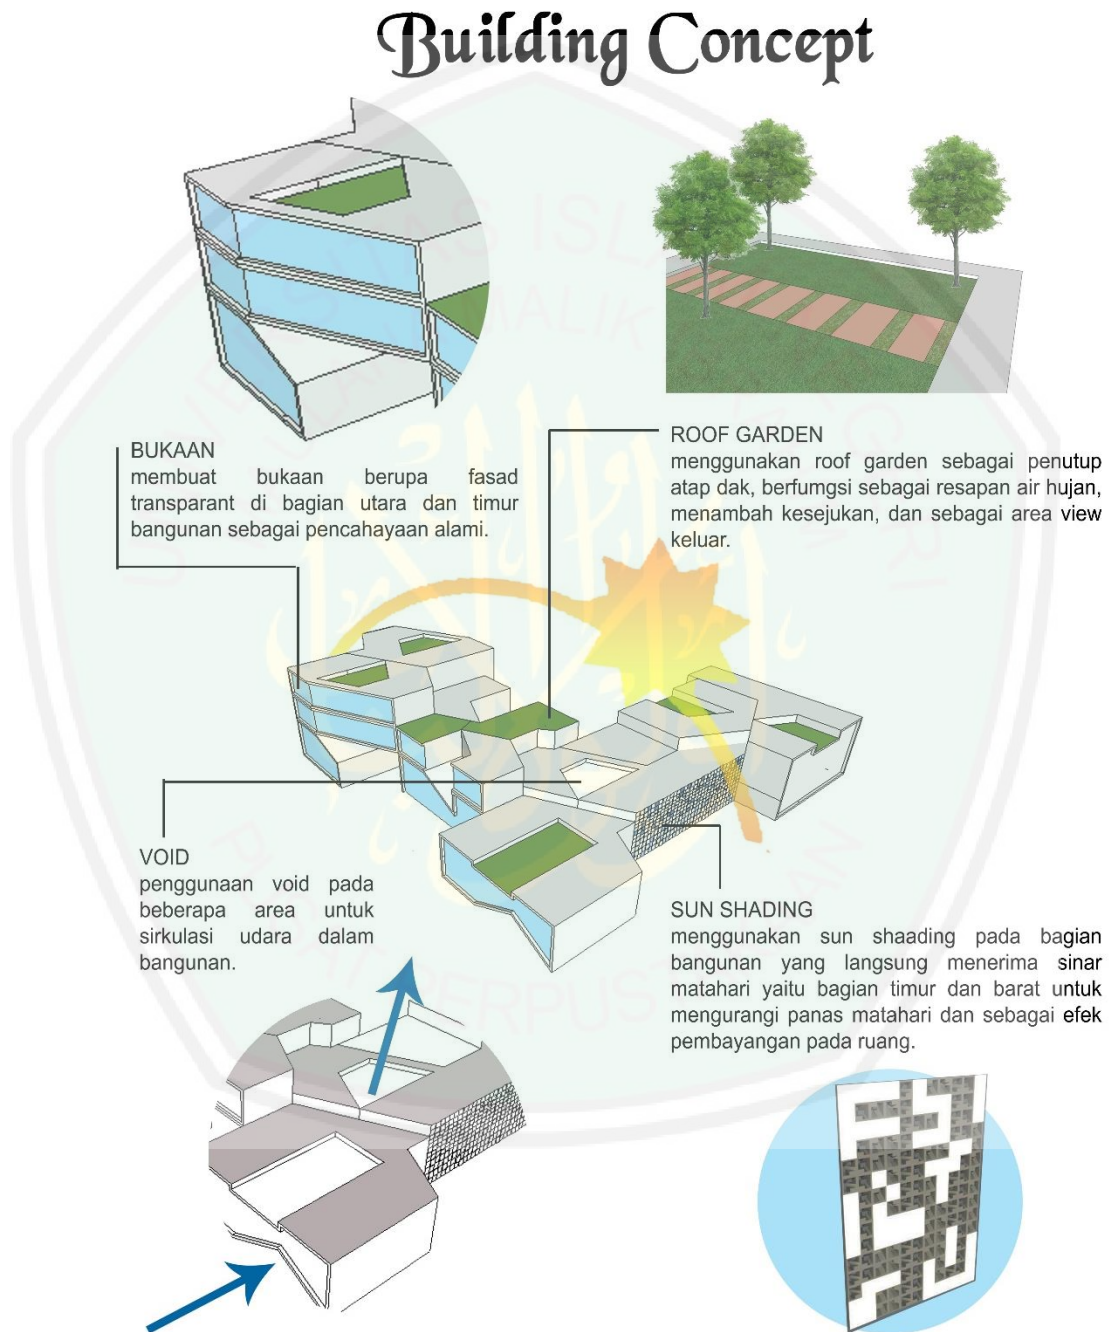 Building Concept
BUKAAN
membuat bukaan berupa fasad
transparant di bagian utara dan timur
bangunan sebagai pencahayaan alami.
ROOF GARDEN
menggunakan roof garden sebagai penutup
atap dak, berfumgsi sebagai resapan air hujan,
menambah kesejukan, dan sebagai area view
keluar.
VOID
penggunaan void pada
beberapa area untuk
sirkulasi udara dalam
bangunan.
SUN SHADING
menggunakan sun shaading pada bagian
bangunan yang langsung menerima sinar
matahari yaitu bagian timur dan barat untuk
mengurangi panas matahari dan sebagai efek
pembayangan pada ruang.